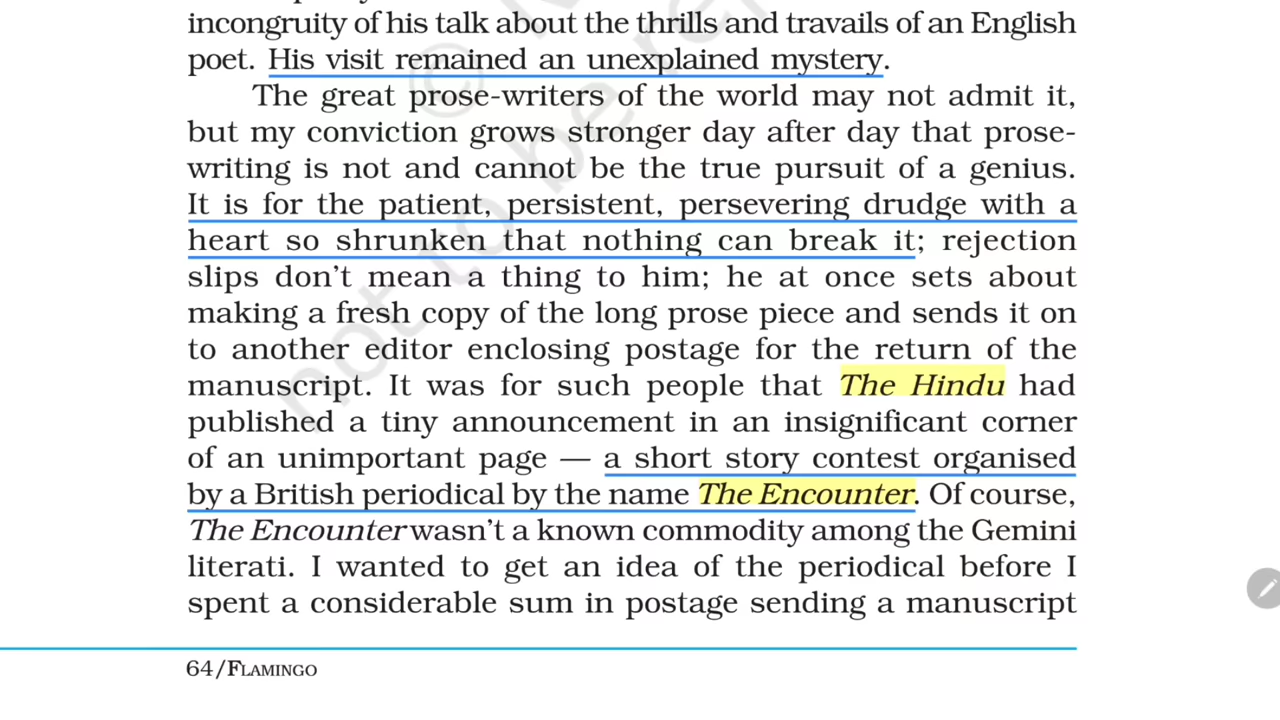 incongruity of his talk about the thrills and travails of an English
poet. His visit remained an unexplained mystery.
The great prose-writers of the world may not admit it,
but my conviction grows stronger day after day that prose-
writing is not and cannot be the true pursuit of a genius.
It is for the patient, persistent, persevering drudge with a
heart so shrunken that nothing can break it; rejection
slips don't mean a thing to him; he at once sets about
making a fresh copy of the long prose piece and sends it on
to another editor enclosing postage for the return of the
manuscript. It was for such people that The Hindu had
published a tiny announcement in an insignificant corner
of an unimportant page — a short story contest organised
by a British periodical by the name The Encounter. Of course,
The Encounter wasn't a known commodity among the Gemini
literati. I wanted to get an idea of the periodical before I
spent a considerable sum in postage sending a manuscript
64/FLAMINGO
not to be re
©